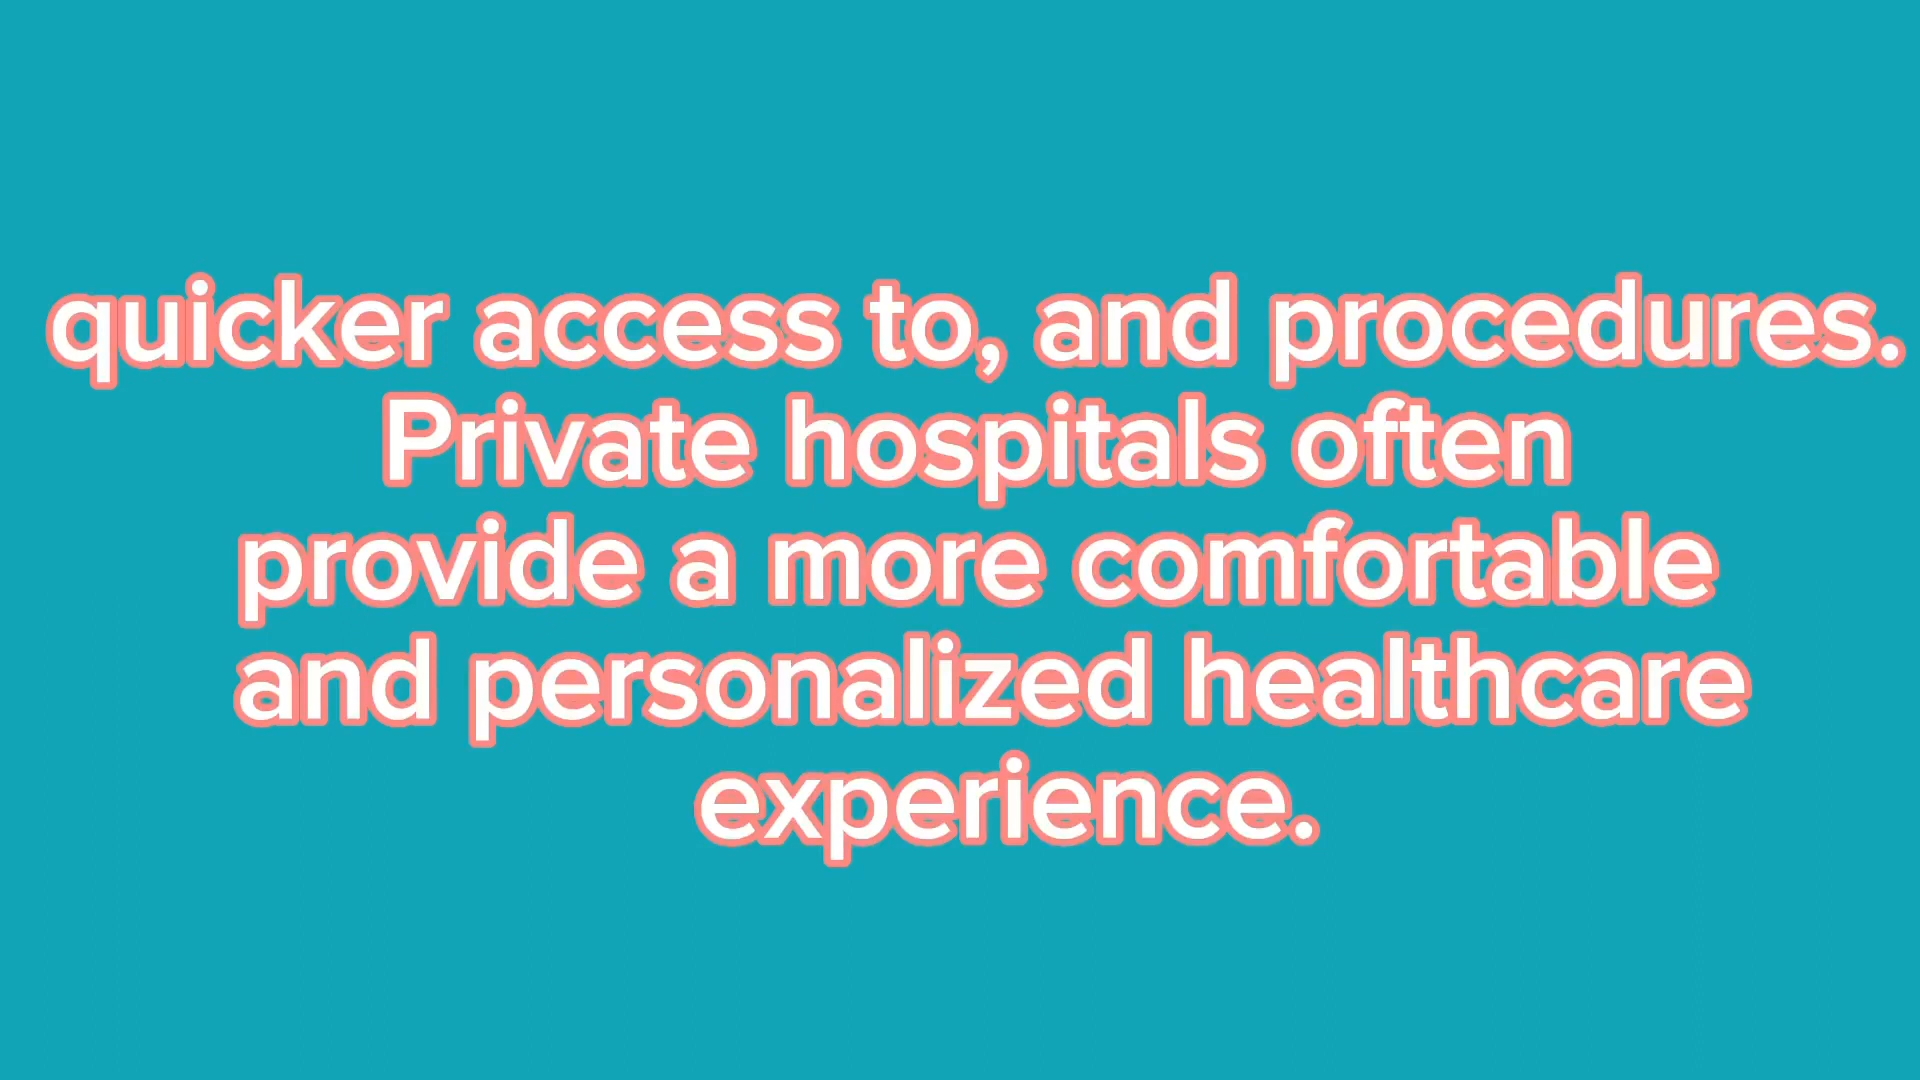 quicker access to, and procedures.
Private hospitals often
provide a more comfortable
and personalized healthcare
experience.